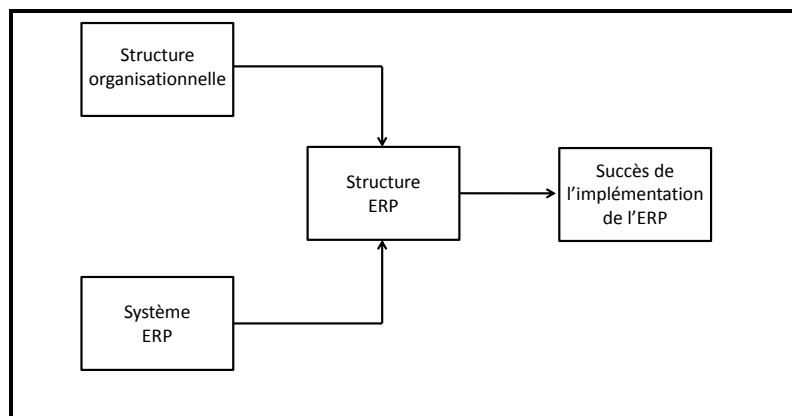 Structure
organisationnelle
Structure
ERP
Succès de
l’implémentation
de l’ERP
Système
ERP